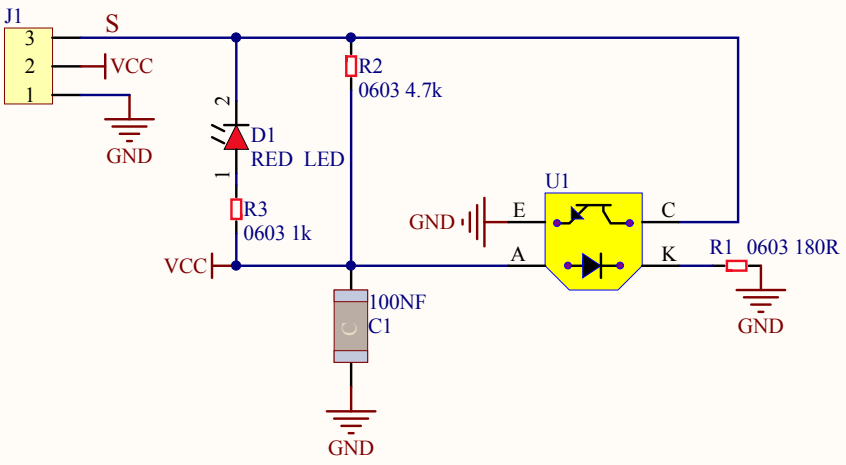 J1
S
3
2
VCC
1
GND
2
D1
RED LED
1
R3
0603 1k
R2
0603 4.7k
U1
GND
E
C
A
K
R1 0603 180R
GND
VCC
100NF
C
C1
GND